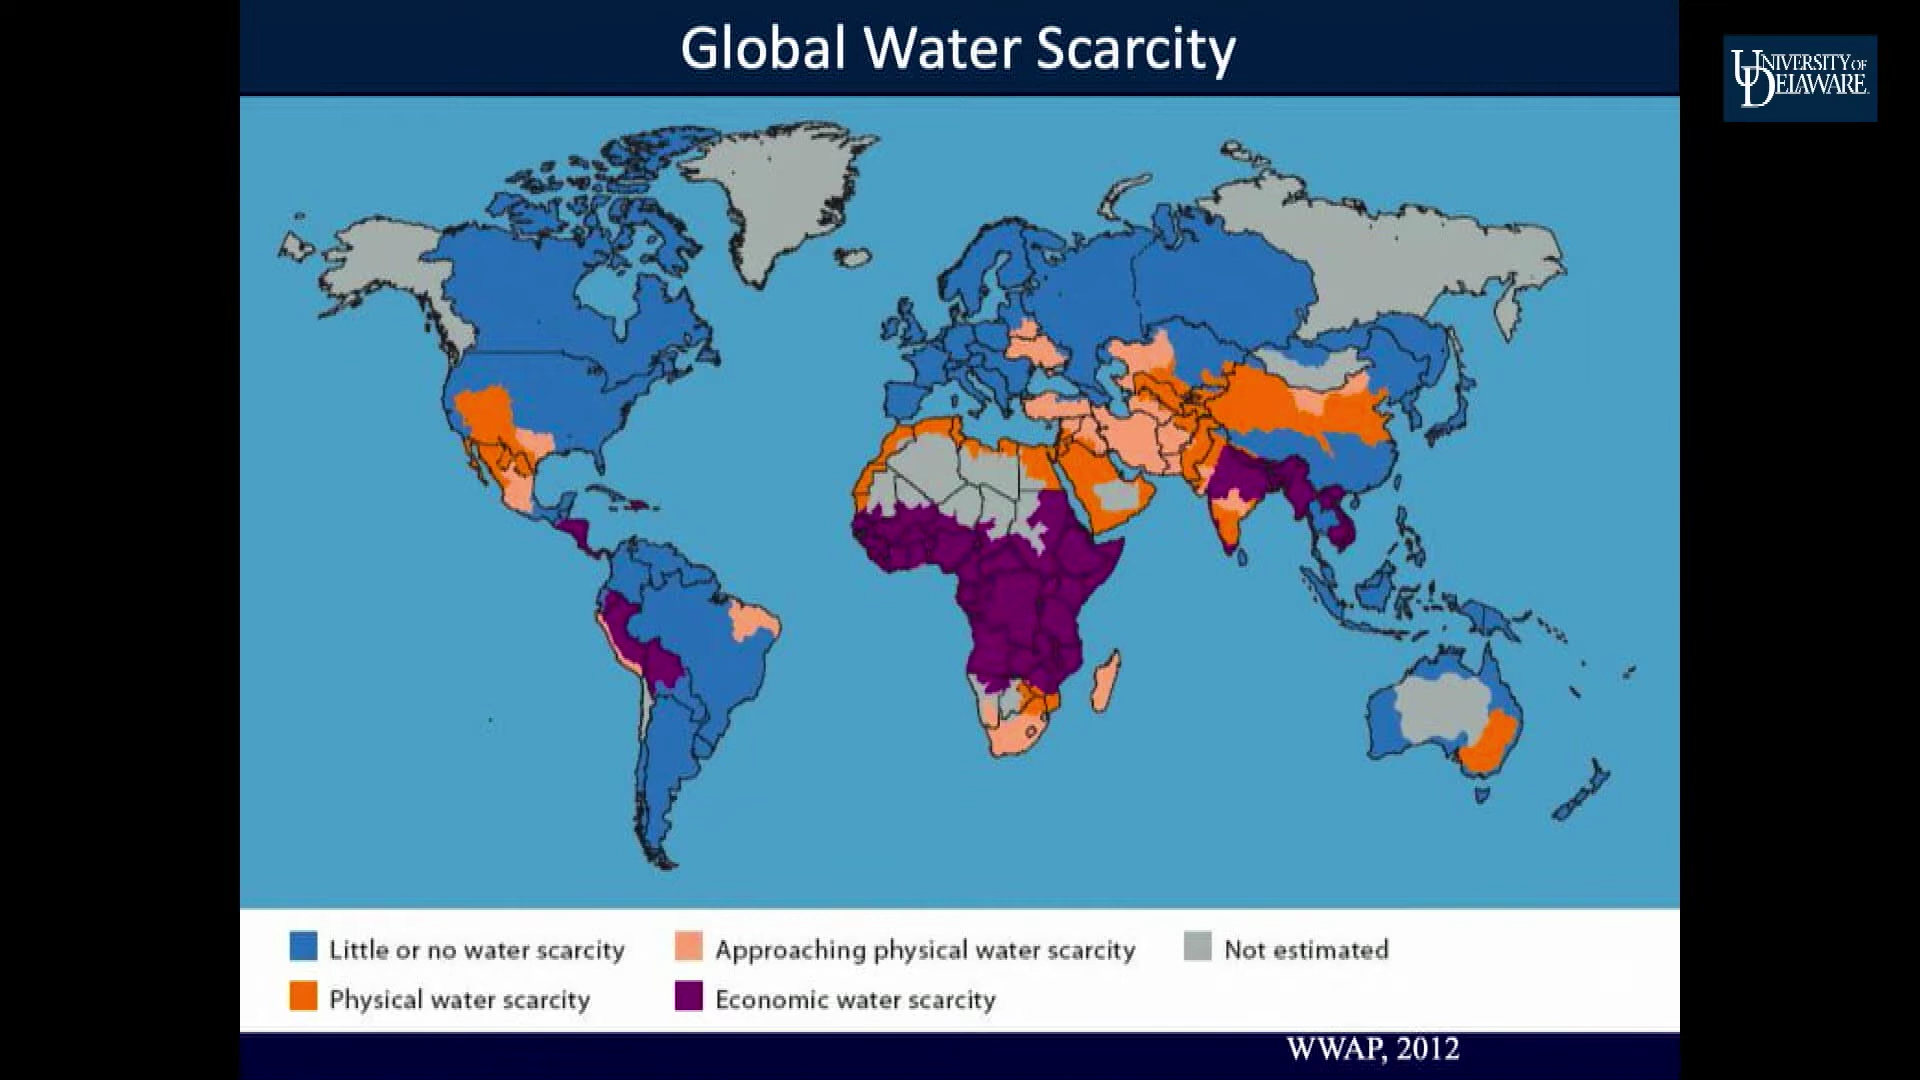 Global Water Scarcity
UNIVERSITY OF
DELAWARE.
Little or no water scarcity
Approaching physical water scarcity
Not estimated
Physical water scarcity
Economic water scarcity
WWAP, 2012